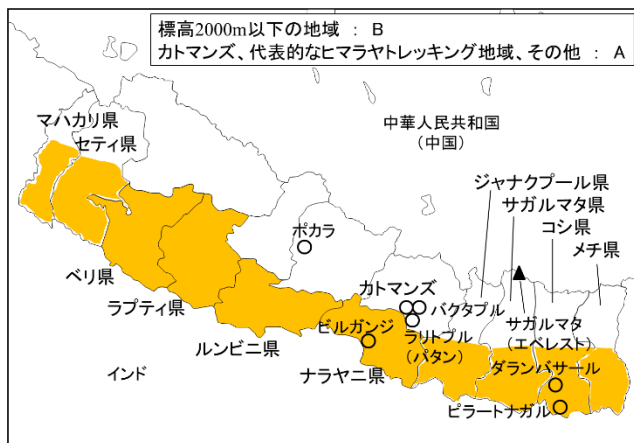 標高2000m以下の地域 : B
カトマンズ、代表的なヒマラヤトレッキング地域、その他 : A
マハカリ県
セティ県
中華人民共和国
(中国)
ジャナクプール県
サガルマタ県
コシ県
メチ県
ポカラ
ベリ県
ラプティ県
カトマンズ
バクタプル
サガルマタ
(エベレスト)
ビルガンジ
ラリトプル
(パタン)
ルンビニ県
ダランバサール
インド
ナラヤニ県
ピラートナガル